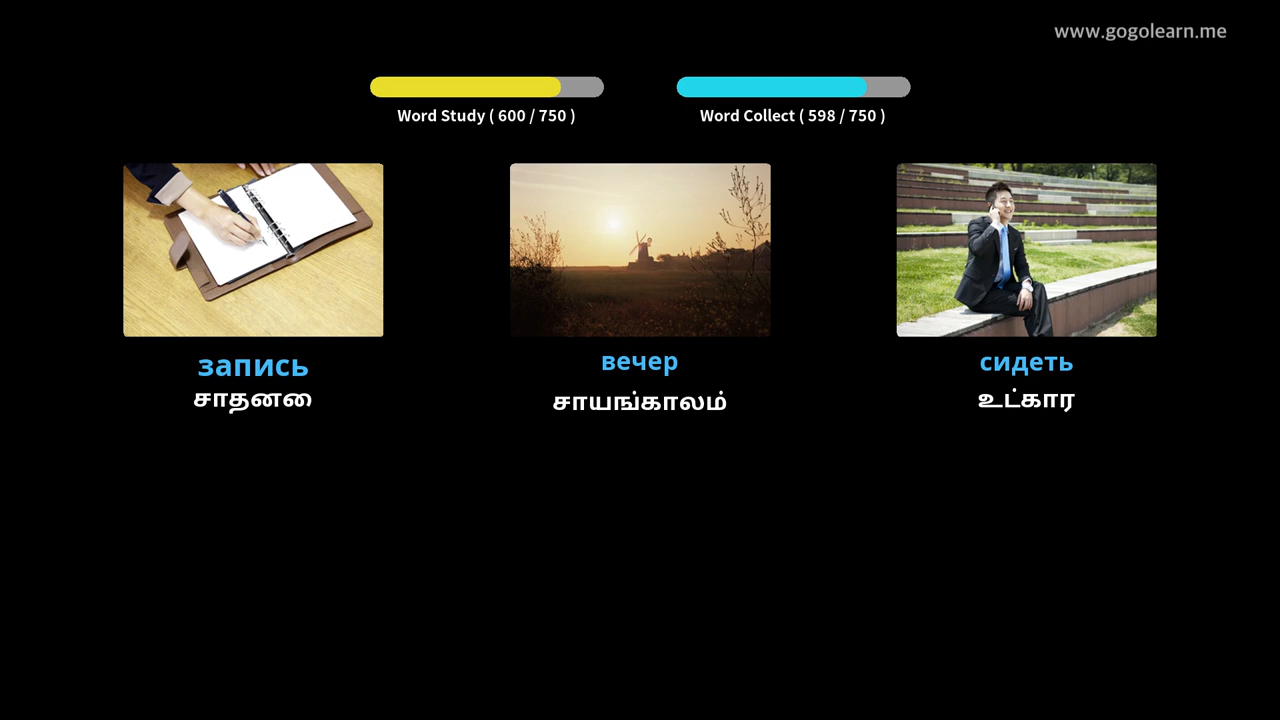 www.gogolearn.me
Word Study ( 600 / 750 )
Word Collect ( 598 / 750 )
запись
சாதனை
вечер
சாயங்காலம்
сидеть
உட்கார